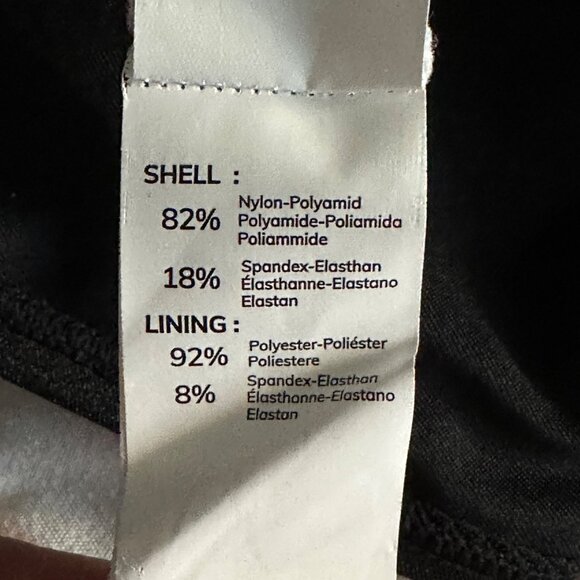 SHELL :
82% Nylon-Polyamid
Polyamide-Poliamida
Poliammide
18% Spandex-Elasthan
Élasthanne-Elastano
Elastan
LINING :
92% Polyester-Poliéster
Poliestere
8% Spandex-Elasthan
Élasthanne-Elastano
Elastan